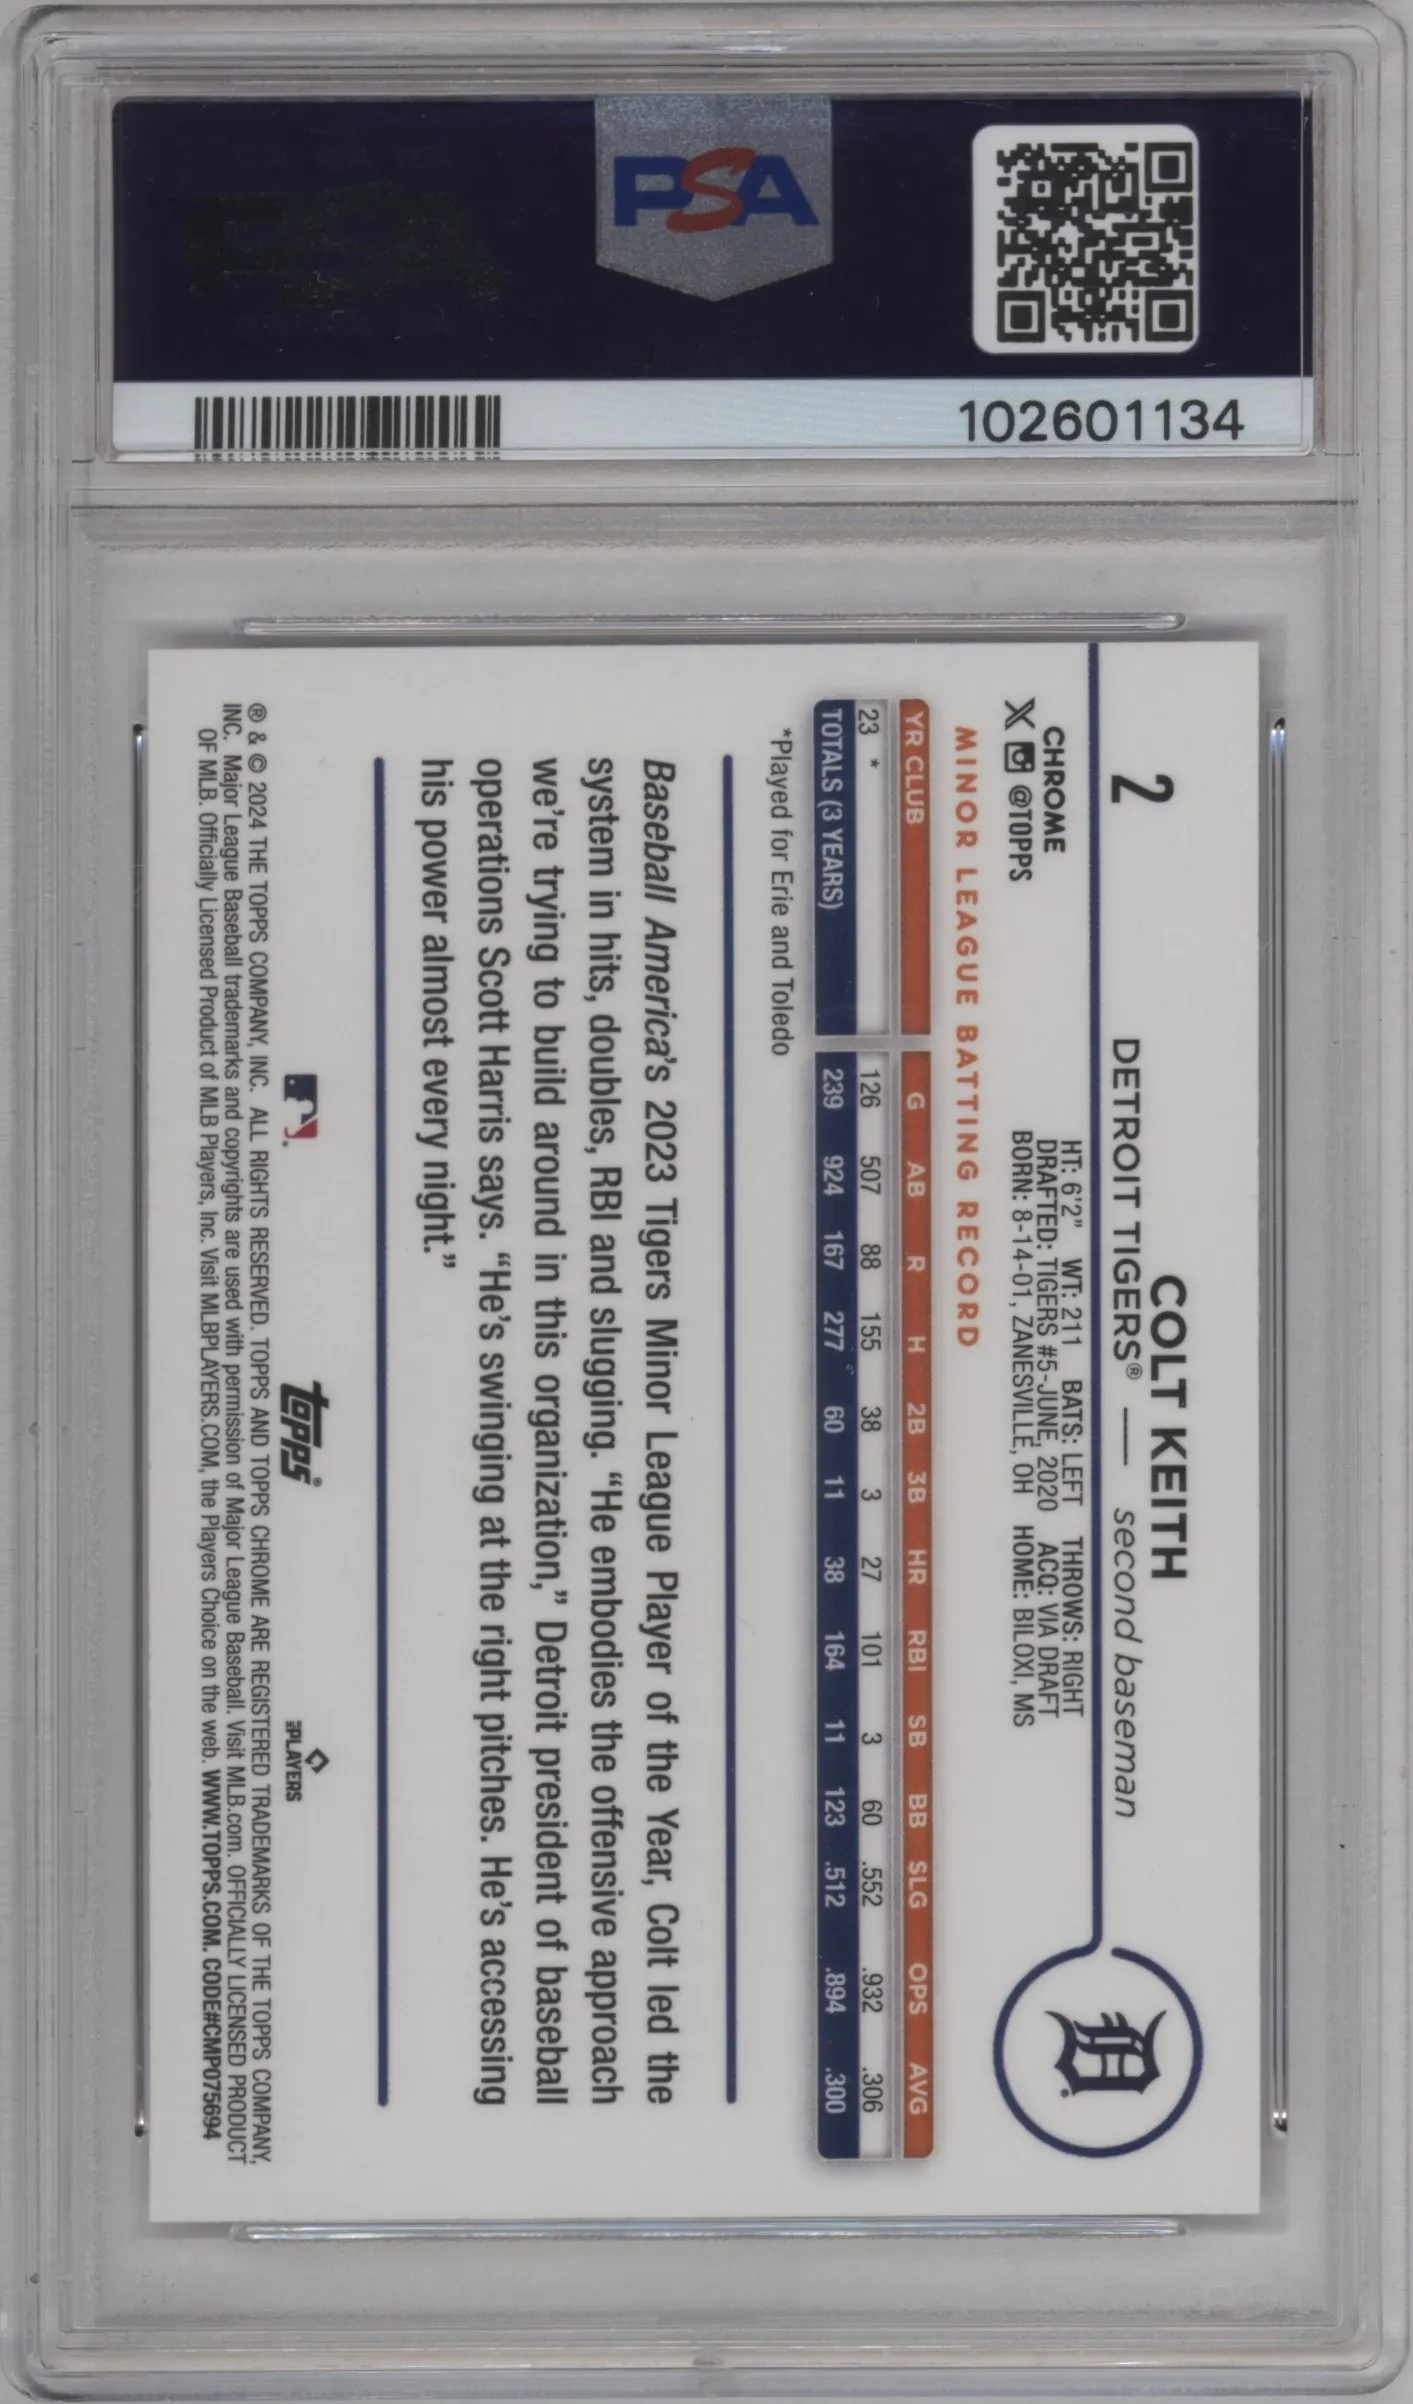 PSA
102601134
2
COLT KEITH
DETROIT TIGERS® — second baseman
CHROME
X @TOPPS
HT: 6'2" WT: 211 BATS: LEFT THROWS: RIGHT
DRAFTED: TIGERS #5-JUNE, 2020 ACQ: VIA DRAFT
BORN: 8-14-01, ZANESVILLE, OH HOME: BILOXI, MS
D
MINOR LEAGUE BATTING RECORD
YR CLUB G AB R H 2B 3B HR RBI SB BB SLG OPS AVG
23 * 126 507 88 155 38 3 27 101 3 60 .552 .932 .306
TOTALS (3 YEARS) 239 924 167 277 60 11 38 164 11 123 .512 .894 .300
*Played for Erie and Toledo
Baseball America's 2023 Tigers Minor League Player of the Year, Colt led the
system in hits, doubles, RBI and slugging. “He embodies the offensive approach
we're trying to build around in this organization,” Detroit president of baseball
operations Scott Harris says. “He's swinging at the right pitches. He's accessing
his power almost every night.”
topps®
PLAYERS
® & © 2024 THE TOPPS COMPANY, INC. ALL RIGHTS RESERVED. TOPPS AND TOPPS CHROME ARE REGISTERED TRADEMARKS OF THE TOPPS COMPANY,
INC. Major League Baseball trademarks and copyrights are used with permission of Major League Baseball. Visit MLB.com. OFFICIALLY LICENSED PRODUCT
OF MLB. Officially Licensed Product of MLB Players, Inc. Visit MLBPLAYERS.COM, the Players Choice on the web. WWW.TOPPS.COM. CODE#CMP075694